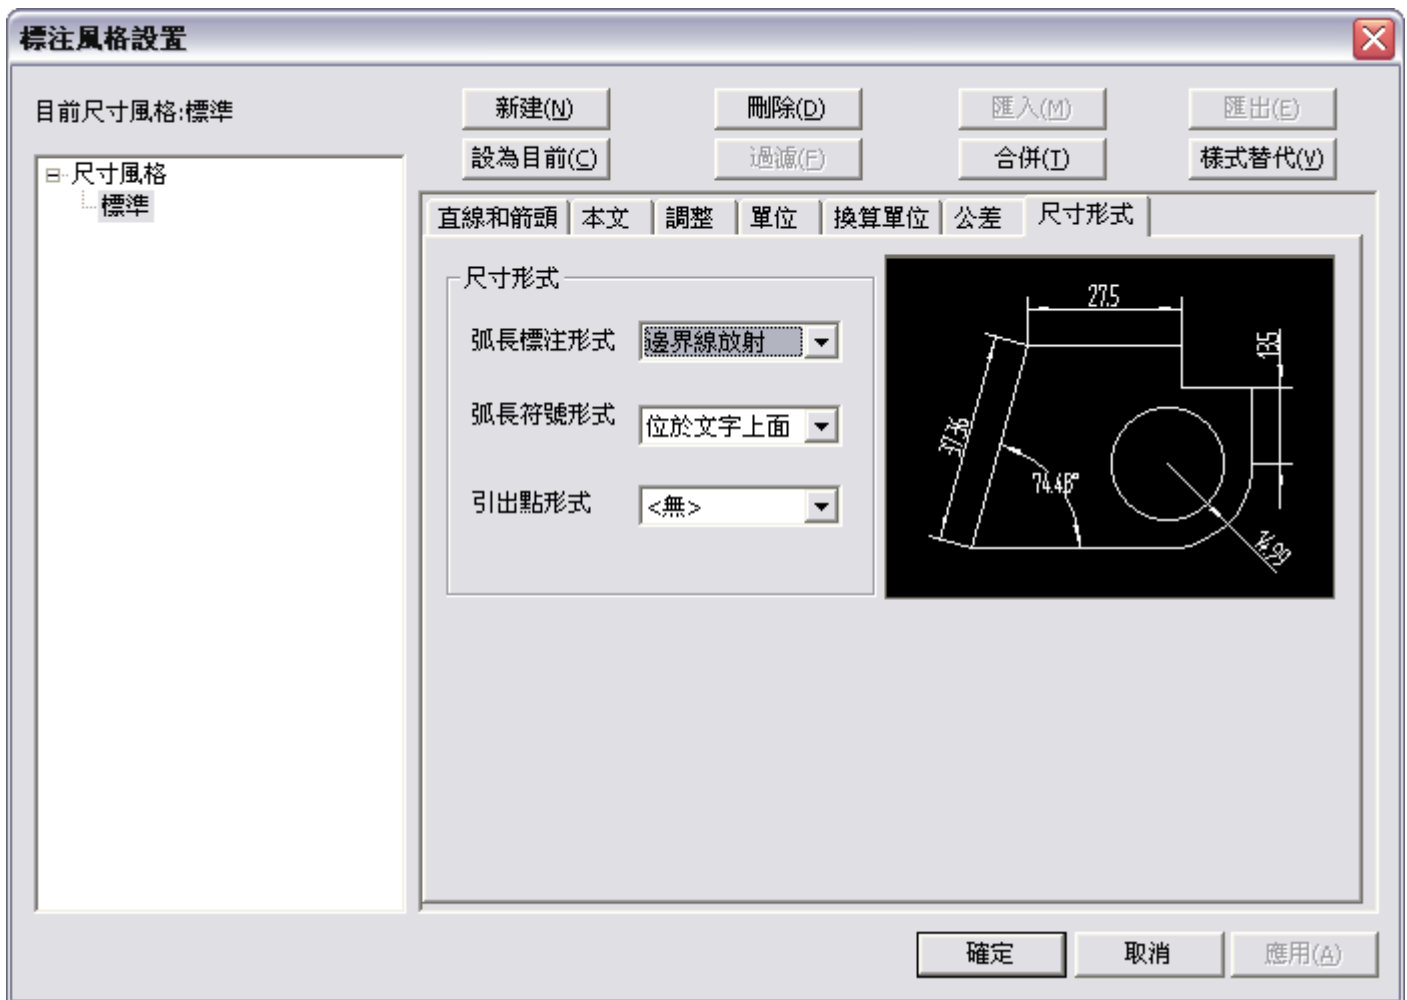 標注風格設置
目前尺寸風格:標準
新建(N)
刪除(D)
匯入(M)
匯出(E)
設為目前(C)
過濾(F)
合併(T)
樣式替代(V)
尺寸風格
標準
直線和箭頭
本文
調整
單位
換算單位
公差
尺寸形式
尺寸形式
弧長標注形式
邊界線放射
弧長符號形式
位於文字上面
引出點形式
<無>
27.5
13.5
37.36
74.48°
14.99
確定
取消
應用(A)